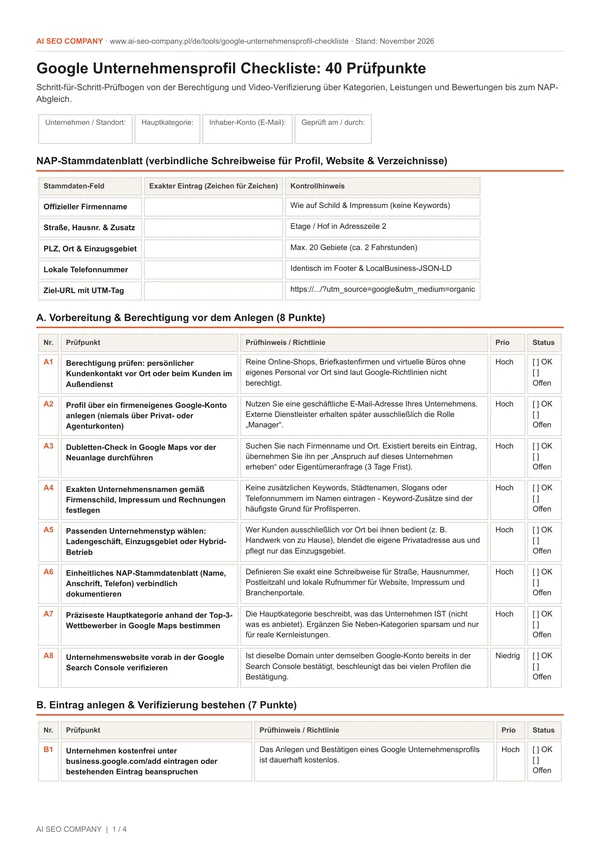 AI SEO COMPANY · www.ai-seo-company.pl/de/tools/google-unternehmensprofil-checkliste · Stand: November 2026
Google Unternehmensprofil Checkliste: 40 Prüfpunkte
Schritt-für-Schritt-Prüfbogen von der Berechtigung und Video-Verifizierung über Kategorien, Leistungen und Bewertungen bis zum NAP-
Abgleich.
Unternehmen / Standort: Hauptkategorie: Inhaber-Konto (E-Mail): Geprüft am / durch:
NAP-Stammdatenblatt (verbindliche Schreibweise für Profil, Website & Verzeichnisse)
Stammdaten-Feld Exakter Eintrag (Zeichen für Zeichen) Kontrollhinweis
Offizieller Firmenname Wie auf Schild & Impressum (keine Keywords)
Straße, Hausnr. & Zusatz Etage / Hof in Adresszeile 2
PLZ, Ort & Einzugsgebiet Max. 20 Gebiete (ca. 2 Fahrstunden)
Lokale Telefonnummer Identisch im Footer & LocalBusiness-JSON-LD
Ziel-URL mit UTM-Tag https://.../?utm_source=google&utm_medium=organic
A. Vorbereitung & Berechtigung vor dem Anlegen (8 Punkte)
Nr. Prüfpunkt Prüfhinweis / Richtlinie Prio Status
A1 Berechtigung prüfen: persönlicher Reine Online-Shops, Briefkastenfirmen und virtuelle Büros ohne Hoch [ ] OK
Kundenkontakt vor Ort oder beim Kunden im eigenes Personal vor Ort sind laut Google-Richtlinien nicht [ ]
Außendienst berechtigt. Offen
A2 Profil über ein firmeneigenes Google-Konto Nutzen Sie eine geschäftliche E-Mail-Adresse Ihres Unternehmens. Hoch [ ] OK
anlegen (niemals über Privat- oder Externe Dienstleister erhalten später ausschließlich die Rolle [ ]
Agenturkonten) „Manager“. Offen
A3 Dubletten-Check in Google Maps vor der Suchen Sie nach Firmenname und Ort. Existiert bereits ein Eintrag, Hoch [ ] OK
Neuanlage durchführen übernehmen Sie ihn per „Anspruch auf dieses Unternehmen [ ]
erheben“ oder Eigentümeranfrage (3 Tage Frist). Offen
A4 Exakten Unternehmensnamen gemäß Keine zusätzlichen Keywords, Städtenamen, Slogans oder Hoch [ ] OK
Firmenschild, Impressum und Rechnungen Telefonnummern im Namen eintragen - Keyword-Zusätze sind der [ ]
festlegen häufigste Grund für Profilsperren. Offen
A5 Passenden Unternehmenstyp wählen: Wer Kunden ausschließlich vor Ort bei ihnen bedient (z. B. Hoch [ ] OK
Ladengeschäft, Einzugsgebiet oder Hybrid- Handwerk von zu Hause), blendet die eigene Privatadresse aus und [ ]
Betrieb pflegt nur das Einzugsgebiet. Offen
A6 Einheitliches NAP-Stammdatenblatt (Name, Definieren Sie exakt eine Schreibweise für Straße, Hausnummer, Hoch [ ] OK
Anschrift, Telefon) verbindlich Postleitzahl und lokale Rufnummer für Website, Impressum und [ ]
dokumentieren Branchenportale. Offen
A7 Präziseste Hauptkategorie anhand der Top-3- Die Hauptkategorie beschreibt, was das Unternehmen IST (nicht Hoch [ ] OK
Wettbewerber in Google Maps bestimmen was es anbietet). Ergänzen Sie Neben-Kategorien sparsam und nur [ ]
für reale Kernleistungen. Offen
A8 Unternehmenswebsite vorab in der Google Ist dieselbe Domain unter demselben Google-Konto bereits in der Niedrig [ ] OK
Search Console verifizieren Search Console bestätigt, beschleunigt das bei vielen Profilen die [ ]
Bestätigung. Offen
B. Eintrag anlegen & Verifizierung bestehen (7 Punkte)
Nr. Prüfpunkt Prüfhinweis / Richtlinie Prio Status
B1 Unternehmen kostenfrei unter Das Anlegen und Bestätigen eines Google Unternehmensprofils Hoch [ ] OK
business.google.com/add eintragen oder ist dauerhaft kostenlos. [ ]
bestehenden Eintrag beanspruchen Offen
AI SEO COMPANY | 1 / 4